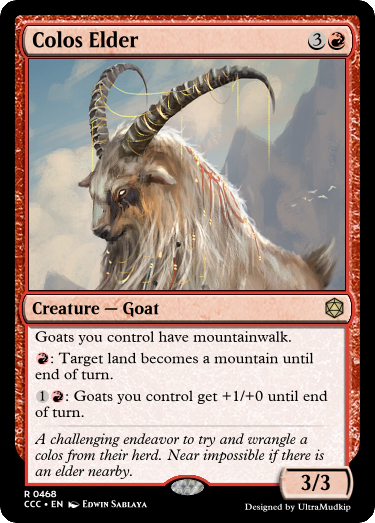 Colos Elder 3
Creature — Goat
Goats you control have mountainwalk.
: Target land becomes a mountain until
end of turn.
1 : Goats you control get +1/+0 until end
of turn.
A challenging endeavor to try and wrangle a
colos from their herd. Near impossible if there is
an elder nearby.
3/3
R 0468
CCC • EN Edwin Sablaya
Designed by UltraMudkip